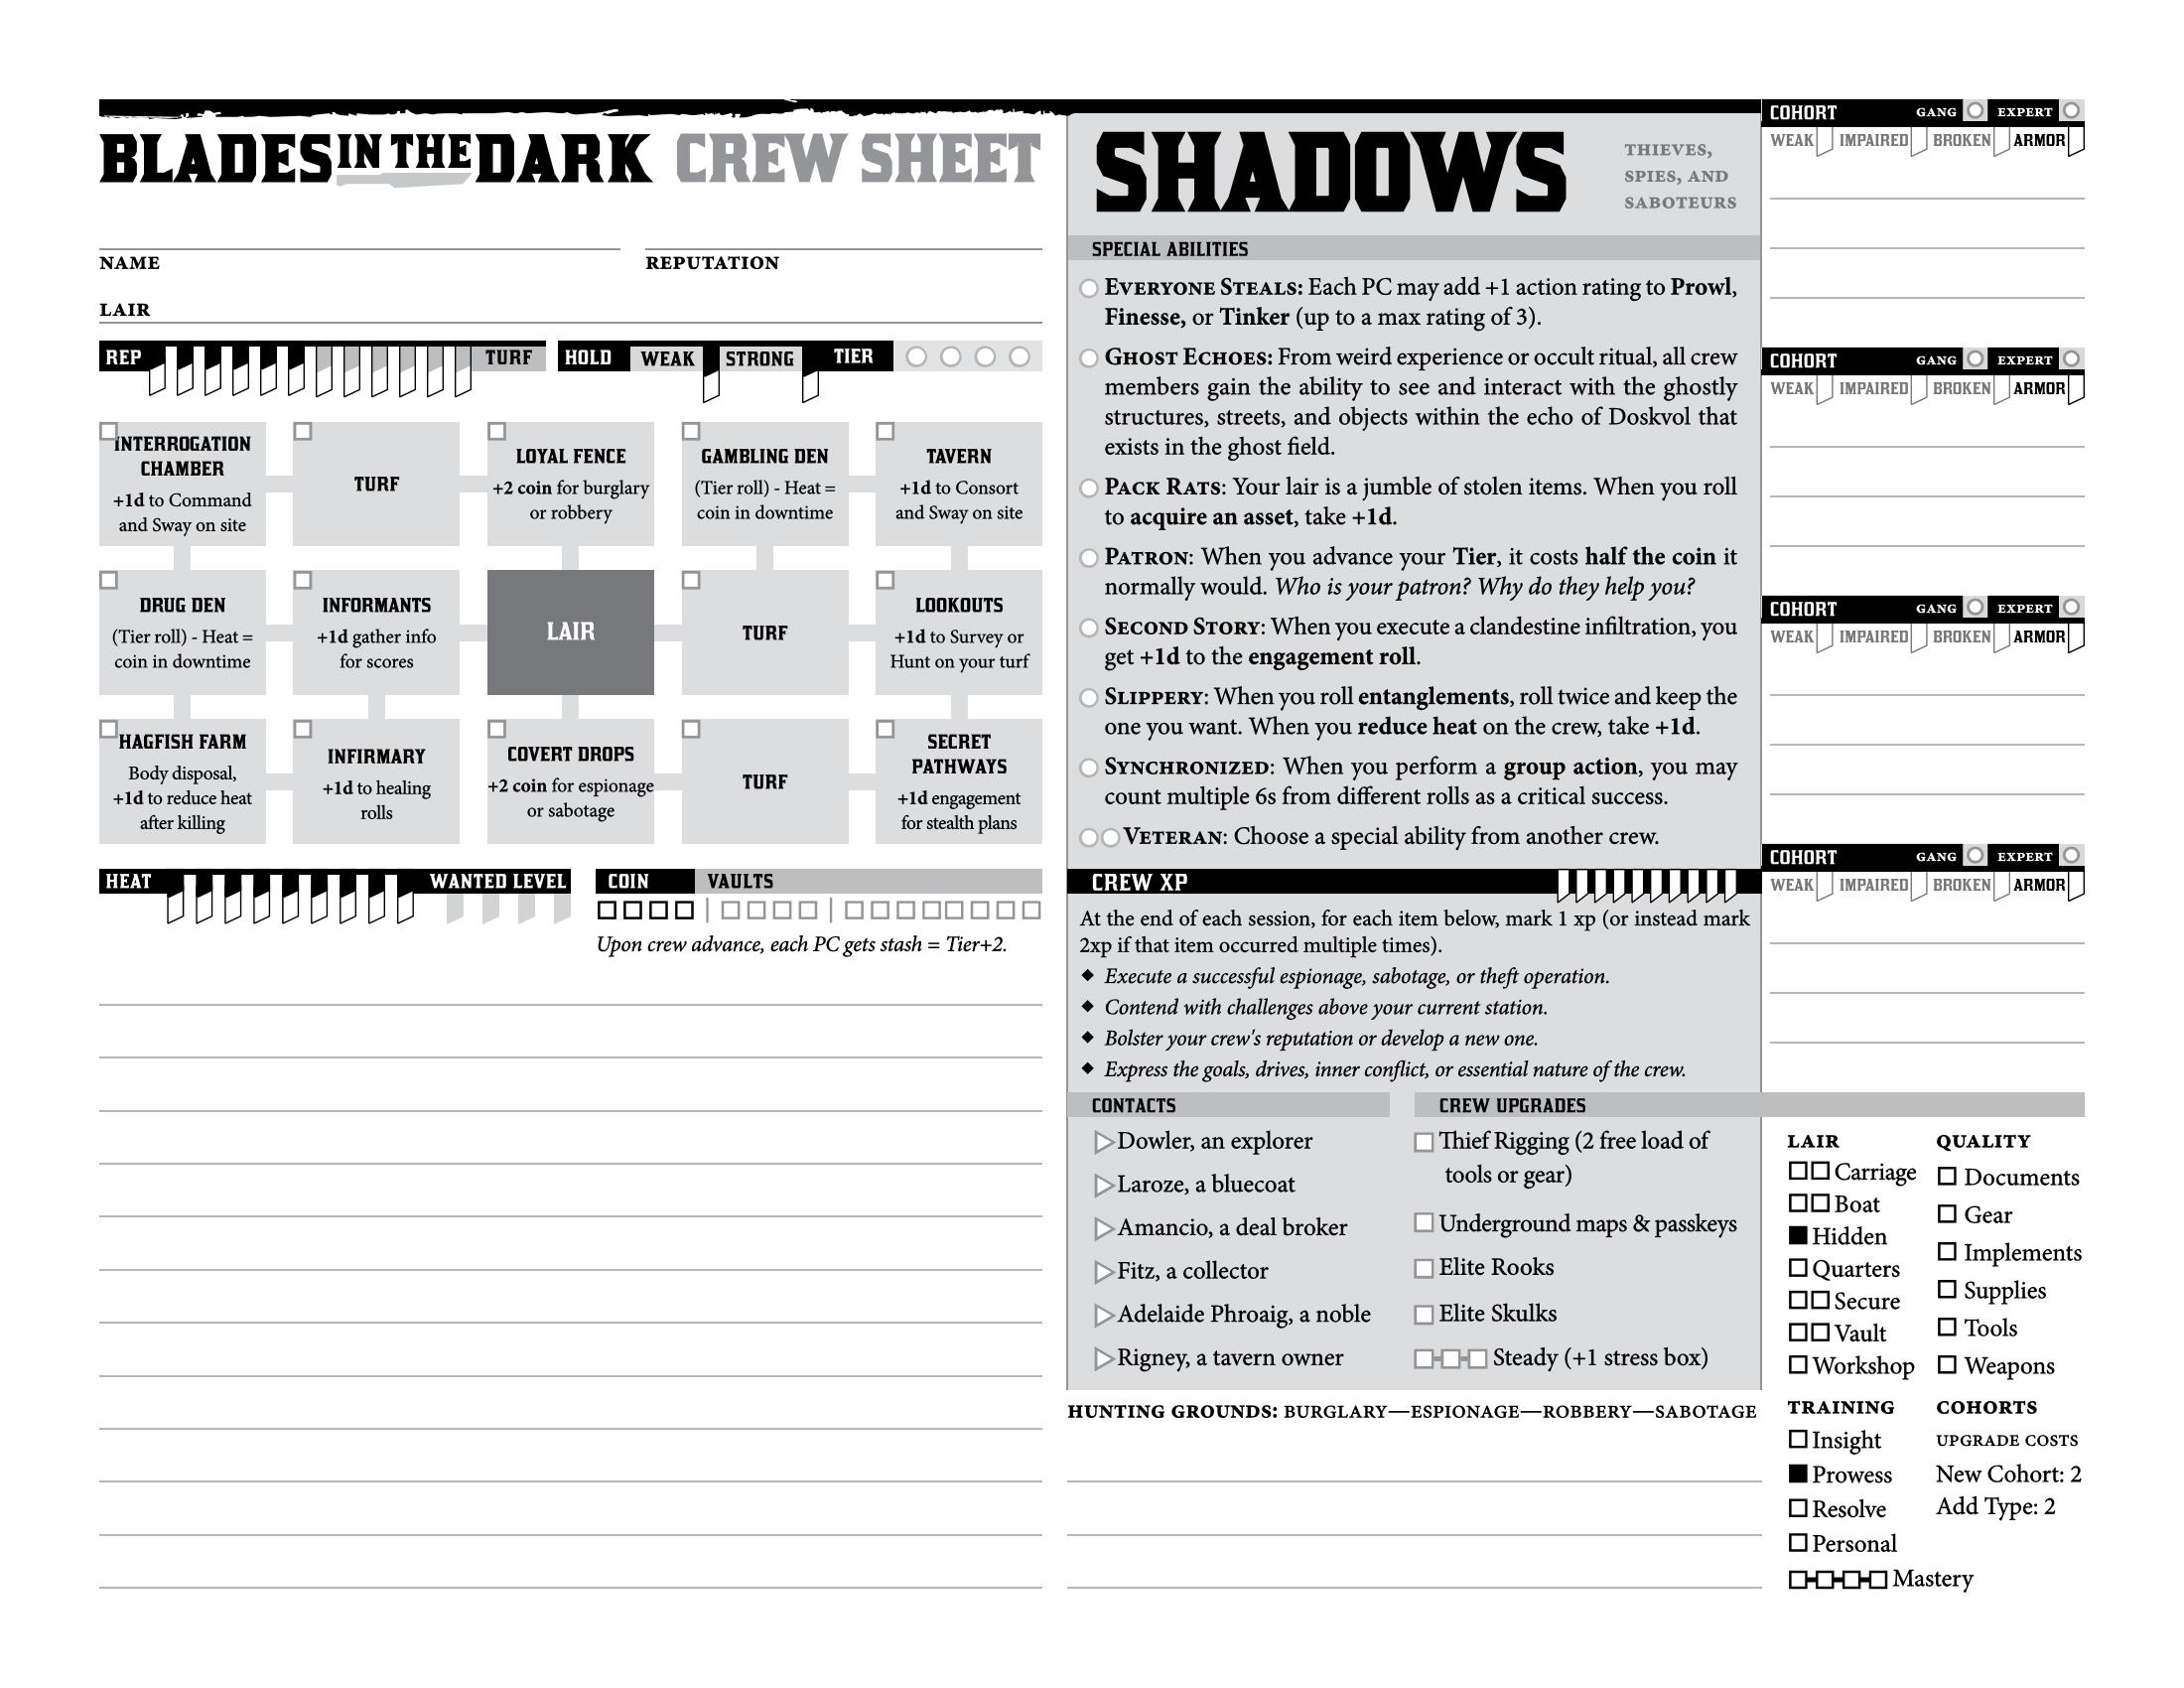 BLADES IN THE DARK CREW SHEET
NAME
REPUTATION
LAIR
REP
TURF
HOLD WEAK STRONG TIER
INTERROGATION
CHAMBER
+1d to Command
and Sway on site
TURF
LOYAL FENCE
+2 coin for burglary
or robbery
GAMBLING DEN
(Tier roll) - Heat =
coin in downtime
TAVERN
+1d to Consort
and Sway on site
DRUG DEN
(Tier roll) - Heat =
coin in downtime
INFORMANTS
+1d gather info
for scores
LAIR
TURF
LOOKOUTS
+1d to Survey or
Hunt on your turf
HAGFISH FARM
Body disposal,
+1d to reduce heat
after killing
INFIRMARY
+1d to healing
rolls
COVERT DROPS
+2 coin for espionage
or sabotage
TURF
SECRET
PATHWAYS
+1d engagement
for stealth plans
HEAT
WANTED LEVEL
COIN
VAULTS
Upon crew advance, each PC gets stash = Tier+2.
SHADOWS
THIEVES,
SPIES, AND
SABOTEURS
SPECIAL ABILITIES
EVERYONE STEALS: Each PC may add +1 action rating to Prowl,
Finesse, or Tinker (up to a max rating of 3).
GHOST ECHOES: From weird experience or occult ritual, all crew
members gain the ability to see and interact with the ghostly
structures, streets, and objects within the echo of Doskvol that
exists in the ghost field.
PACK RATS: Your lair is a jumble of stolen items. When you roll
to acquire an asset, take +1d.
PATRON: When you advance your Tier, it costs half the coin it
normally would. Who is your patron? Why do they help you?
SECOND STORY: When you execute a clandestine infiltration, you
get +1d to the engagement roll.
SLIPPERY: When you roll entanglements, roll twice and keep the
one you want. When you reduce heat on the crew, take +1d.
SYNCHRONIZED: When you perform a group action, you may
count multiple 6s from different rolls as a critical success.
VETERAN: Choose a special ability from another crew.
CREW XP
At the end of each session, for each item below, mark 1 xp (or instead mark
2xp if that item occurred multiple times).
◆ Execute a successful espionage, sabotage, or theft operation.
◆ Contend with challenges above your current station.
◆ Bolster your crew's reputation or develop a new one.
◆ Express the goals, drives, inner conflict, or essential nature of the crew.
CONTACTS
Dowler, an explorer
Laroze, a bluecoat
Amancio, a deal broker
Fitz, a collector
Adelaide Phroaig, a noble
Rigney, a tavern owner
CREW UPGRADES
Thief Rigging (2 free load of
tools or gear)
Underground maps & passkeys
Elite Rooks
Elite Skulks
Steady (+1 stress box)
HUNTING GROUNDS: BURGLARY—ESPIONAGE—ROBBERY—SABOTAGE
COHORT GANG EXPERT
WEAK IMPAIRED BROKEN ARMOR
COHORT GANG EXPERT
WEAK IMPAIRED BROKEN ARMOR
COHORT GANG EXPERT
WEAK IMPAIRED BROKEN ARMOR
COHORT GANG EXPERT
WEAK IMPAIRED BROKEN ARMOR
LAIR
Carriage
Boat
Hidden
Quarters
Secure
Vault
Workshop
QUALITY
Documents
Gear
Implements
Supplies
Tools
Weapons
TRAINING
Insight
Prowess
Resolve
Personal
Mastery
COHORTS
UPGRADE COSTS
New Cohort: 2
Add Type: 2